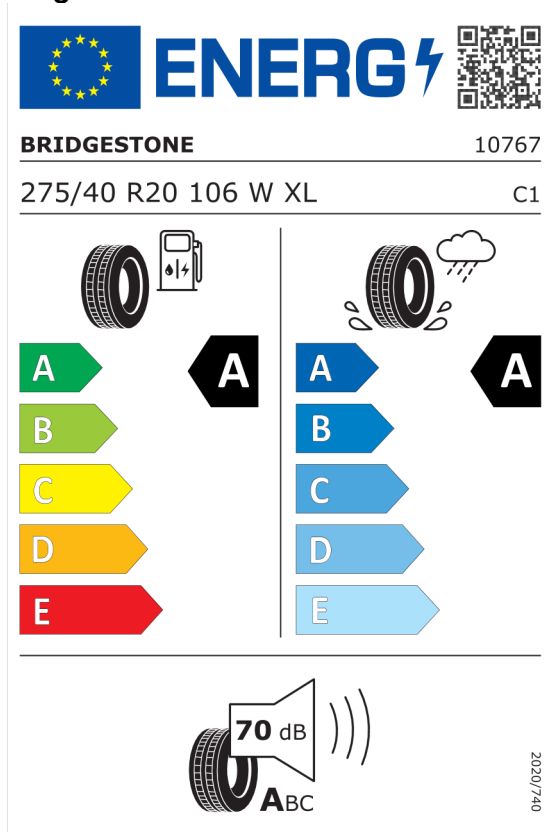 ENERG
BRIDGESTONE 10767
275/40 R20 106 W XL C1
A A A A
B B
C C
D D
E E
70 dB
ABC
2020/740